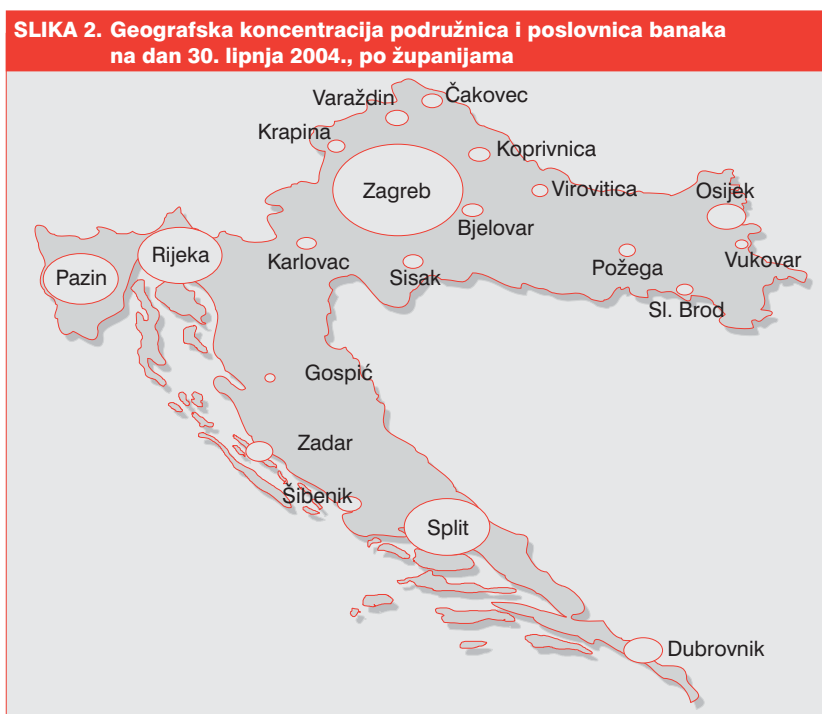 SLIKA 2. Geografska koncentracija podružnica i poslovnica banaka
na dan 30. lipnja 2004., po županijama
Varaždin
Čakovec
Krapina
Koprivnica
Zagreb
Virovitica
Osijek
Bjelovar
Rijeka
Karlovac
Sisak
Požega
Vukovar
Pazin
Sl. Brod
Gospić
Zadar
Šibenik
Split
Dubrovnik